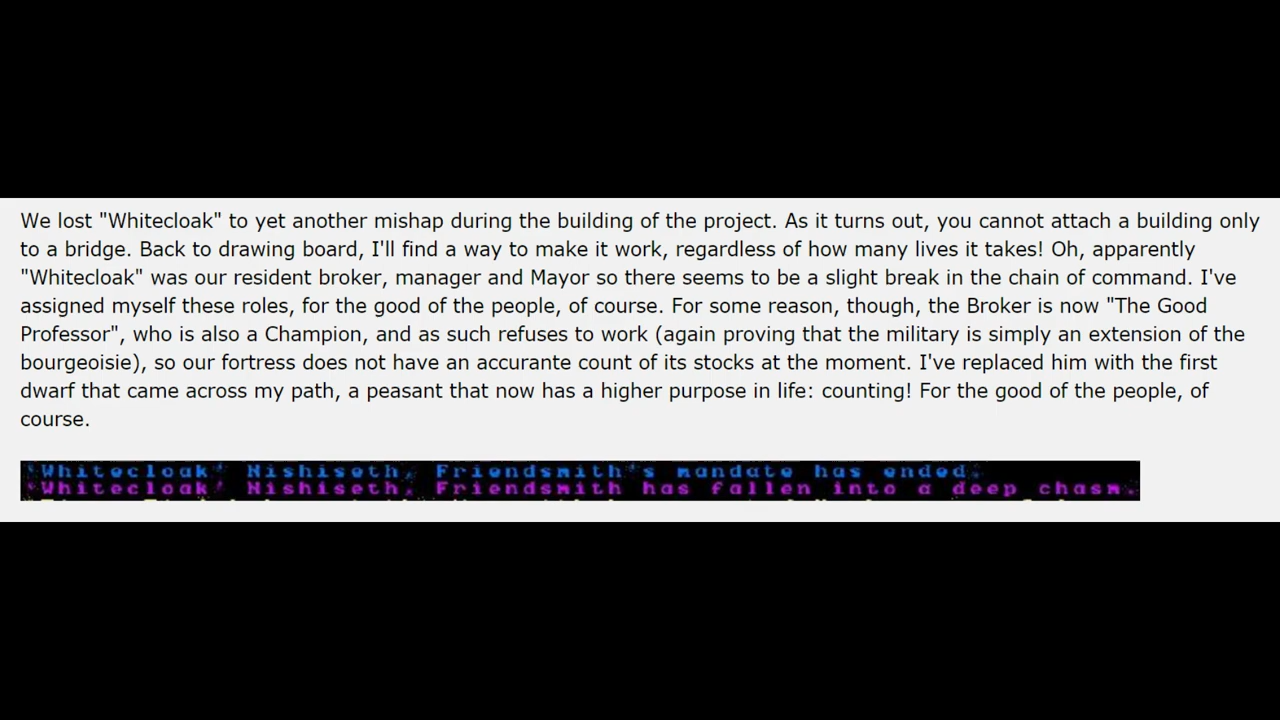 We lost "Whitecloak" to yet another mishap during the building of the project. As it turns out, you cannot attach a building only
to a bridge. Back to drawing board, I'll find a way to make it work, regardless of how many lives it takes! Oh, apparently
"Whitecloak" was our resident broker, manager and Mayor so there seems to be a slight break in the chain of command. I've
assigned myself these roles, for the good of the people, of course. For some reason, though, the Broker is now "The Good
Professor", who is also a Champion, and as such refuses to work (again proving that the military is simply an extension of the
bourgeoisie), so our fortress does not have an accurante count of its stocks at the moment. I've replaced him with the first
dwarf that came across my path, a peasant that now has a higher purpose in life: counting! For the good of the people, of
course.
'Whitecloak' Nishiseth, Friendsmith's mandate has ended.
'Whitecloak' Nishiseth, Friendsmith has fallen into a deep chasm.